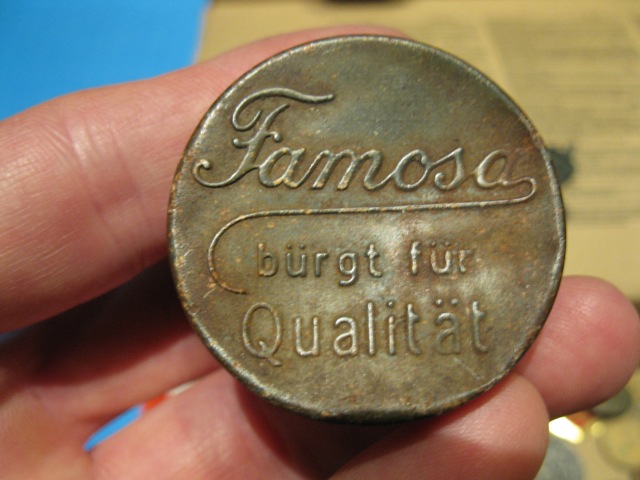 Famosa
bürgt für
Qualität